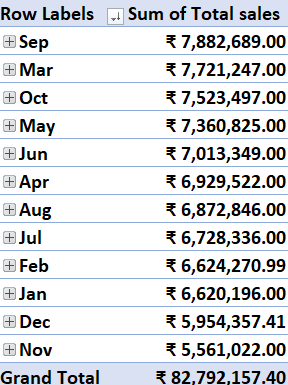 Row Labels Sum of Total sales
Sep ₹ 7,882,689.00
Mar ₹ 7,721,247.00
Oct ₹ 7,523,497.00
May ₹ 7,360,825.00
Jun ₹ 7,013,349.00
Apr ₹ 6,929,522.00
Aug ₹ 6,872,846.00
Jul ₹ 6,728,336.00
Feb ₹ 6,624,270.99
Jan ₹ 6,620,196.00
Dec ₹ 5,954,357.41
Nov ₹ 5,561,022.00
Grand Total ₹ 82,792,157.40